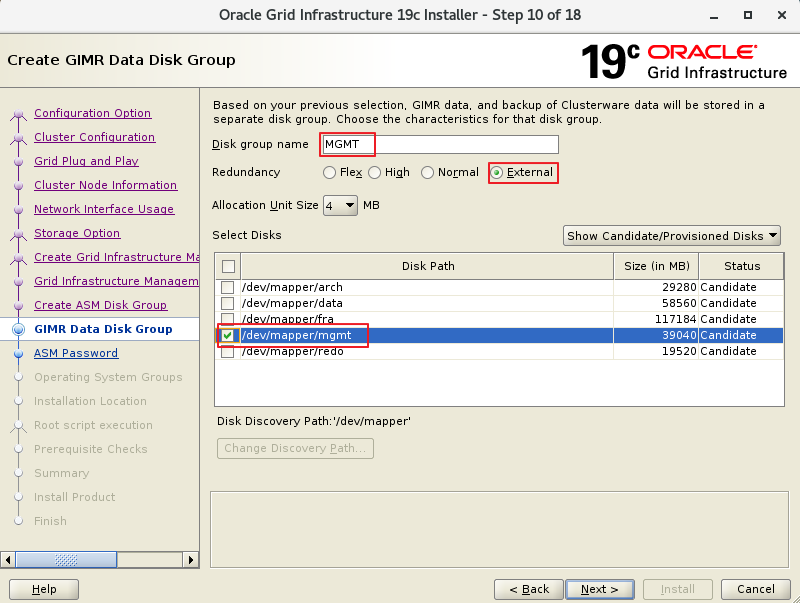 Oracle Grid Infrastructure 19c Installer - Step 10 of 18
Create GIMR Data Disk Group
19c ORACLE
Grid Infrastructure
Configuration Option
Cluster Configuration
Grid Plug and Play
Cluster Node Information
Network Interface Usage
Storage Option
Create Grid Infrastructure Ma
Grid Infrastructure Managem
Create ASM Disk Group
GIMR Data Disk Group
ASM Password
Operating System Groups
Installation Location
Root script execution
Prerequisite Checks
Summary
Install Product
Finish
Based on your previous selection, GIMR data, and backup of Clusterware data will be stored in a
separate disk group. Choose the characteristics for that disk group.
Disk group name MGMT
Redundancy Flex High Normal External
Allocation Unit Size 4 MB
Select Disks Show Candidate/Provisioned Disks
Disk Path Size (in MB) Status
/dev/mapper/arch 29280 Candidate
/dev/mapper/data 58560 Candidate
/dev/mapper/fra 117184 Candidate
/dev/mapper/mgmt 39040 Candidate
/dev/mapper/redo 19520 Candidate
Disk Discovery Path:'/dev/mapper'
Change Discovery Path...
Help < Back Next > Install Cancel